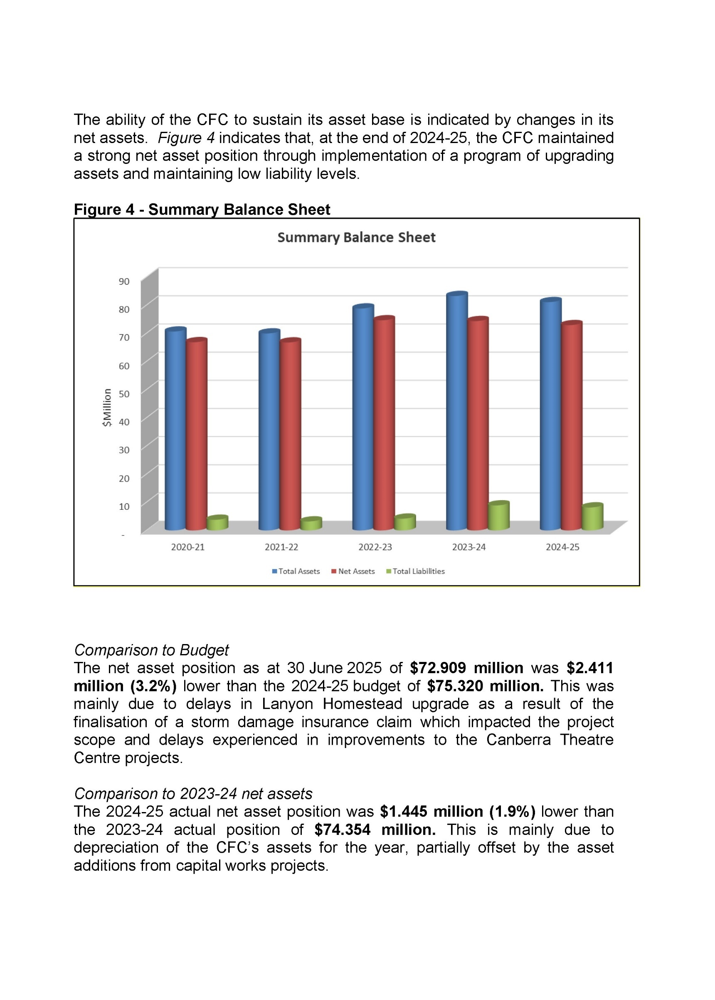 The ability of the CFC to sustain its asset base is indicated by changes in its
net assets.  Figure 4 indicates that, at the end of 2024-25, the CFC maintained
a strong net asset position through implementation of a program of upgrading
assets and maintaining low liability levels.
Figure 4 - Summary Balance Sheet
Summary Balance Sheet
90
80
70
60
50
40
30
20
10
-
$Million
2020-21 2021-22 2022-23 2023-24 2024-25
Total Assets Net Assets Total Liabilities
Comparison to Budget
The net asset position as at 30 June 2025 of $72.909 million was $2.411
million (3.2%) lower than the 2024-25 budget of $75.320 million. This was
mainly due to delays in Lanyon Homestead upgrade as a result of the
finalisation of a storm damage insurance claim which impacted the project
scope and delays experienced in improvements to the Canberra Theatre
Centre projects.
Comparison to 2023-24 net assets
The 2024-25 actual net asset position was $1.445 million (1.9%) lower than
the 2023-24 actual position of $74.354 million. This is mainly due to
depreciation of the CFC’s assets for the year, partially offset by the asset
additions from capital works projects.